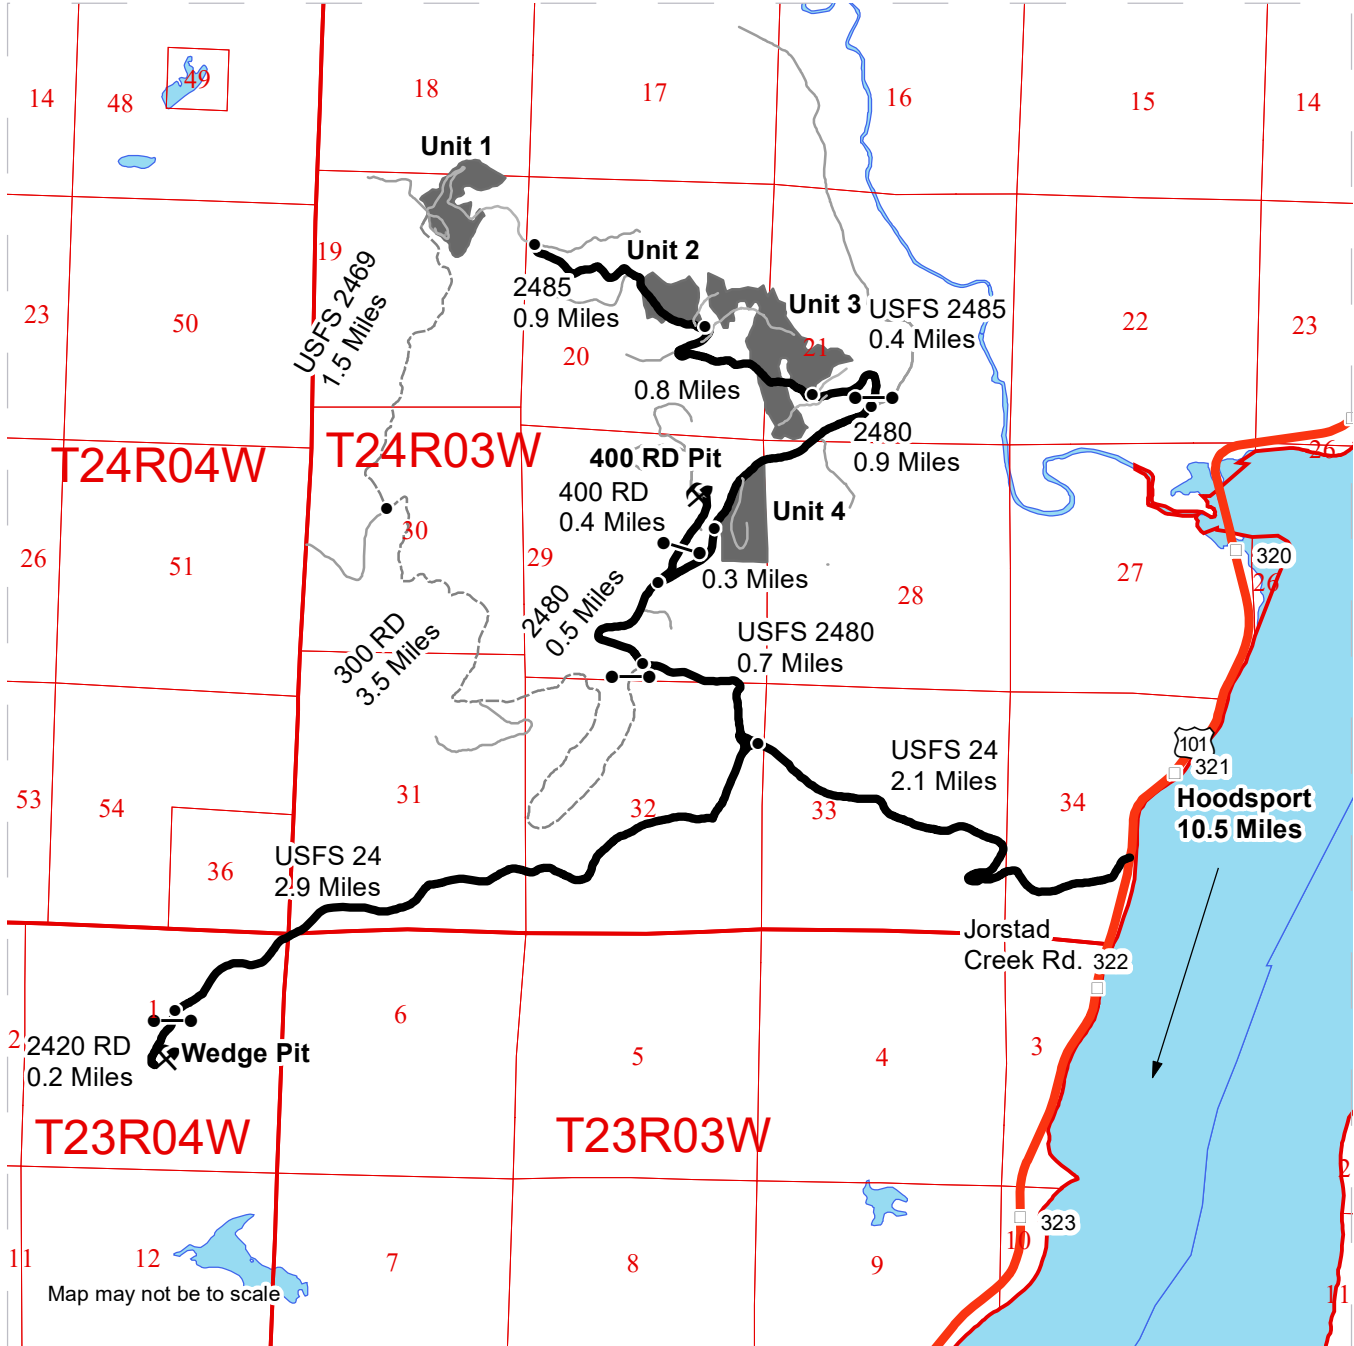 14
48
49
18
17
16
15
14
Unit 1
19
USFS 2469
1.5 Miles
Unit 2
2485
0.9 Miles
Unit 3
USFS 2485
0.4 Miles
23
50
20
21
22
23
0.8 Miles
T24R04W
T24R03W
2480
0.9 Miles
26
400 RD Pit
400 RD
0.4 Miles
Unit 4
26
51
30
29
0.3 Miles
28
27
320
26
2480
0.5 Miles
300 RD
3.5 Miles
USFS 2480
0.7 Miles
101
321
USFS 24
2.1 Miles
Hoodsport
10.5 Miles
53
54
31
32
33
34
36
USFS 24
2.9 Miles
Jorstad
Creek Rd.
322
1
2
2420 RD
0.2 Miles
Wedge Pit
6
5
4
3
T23R04W
T23R03W
2
11
12
7
8
9
10
323
11
Map may not be to scale